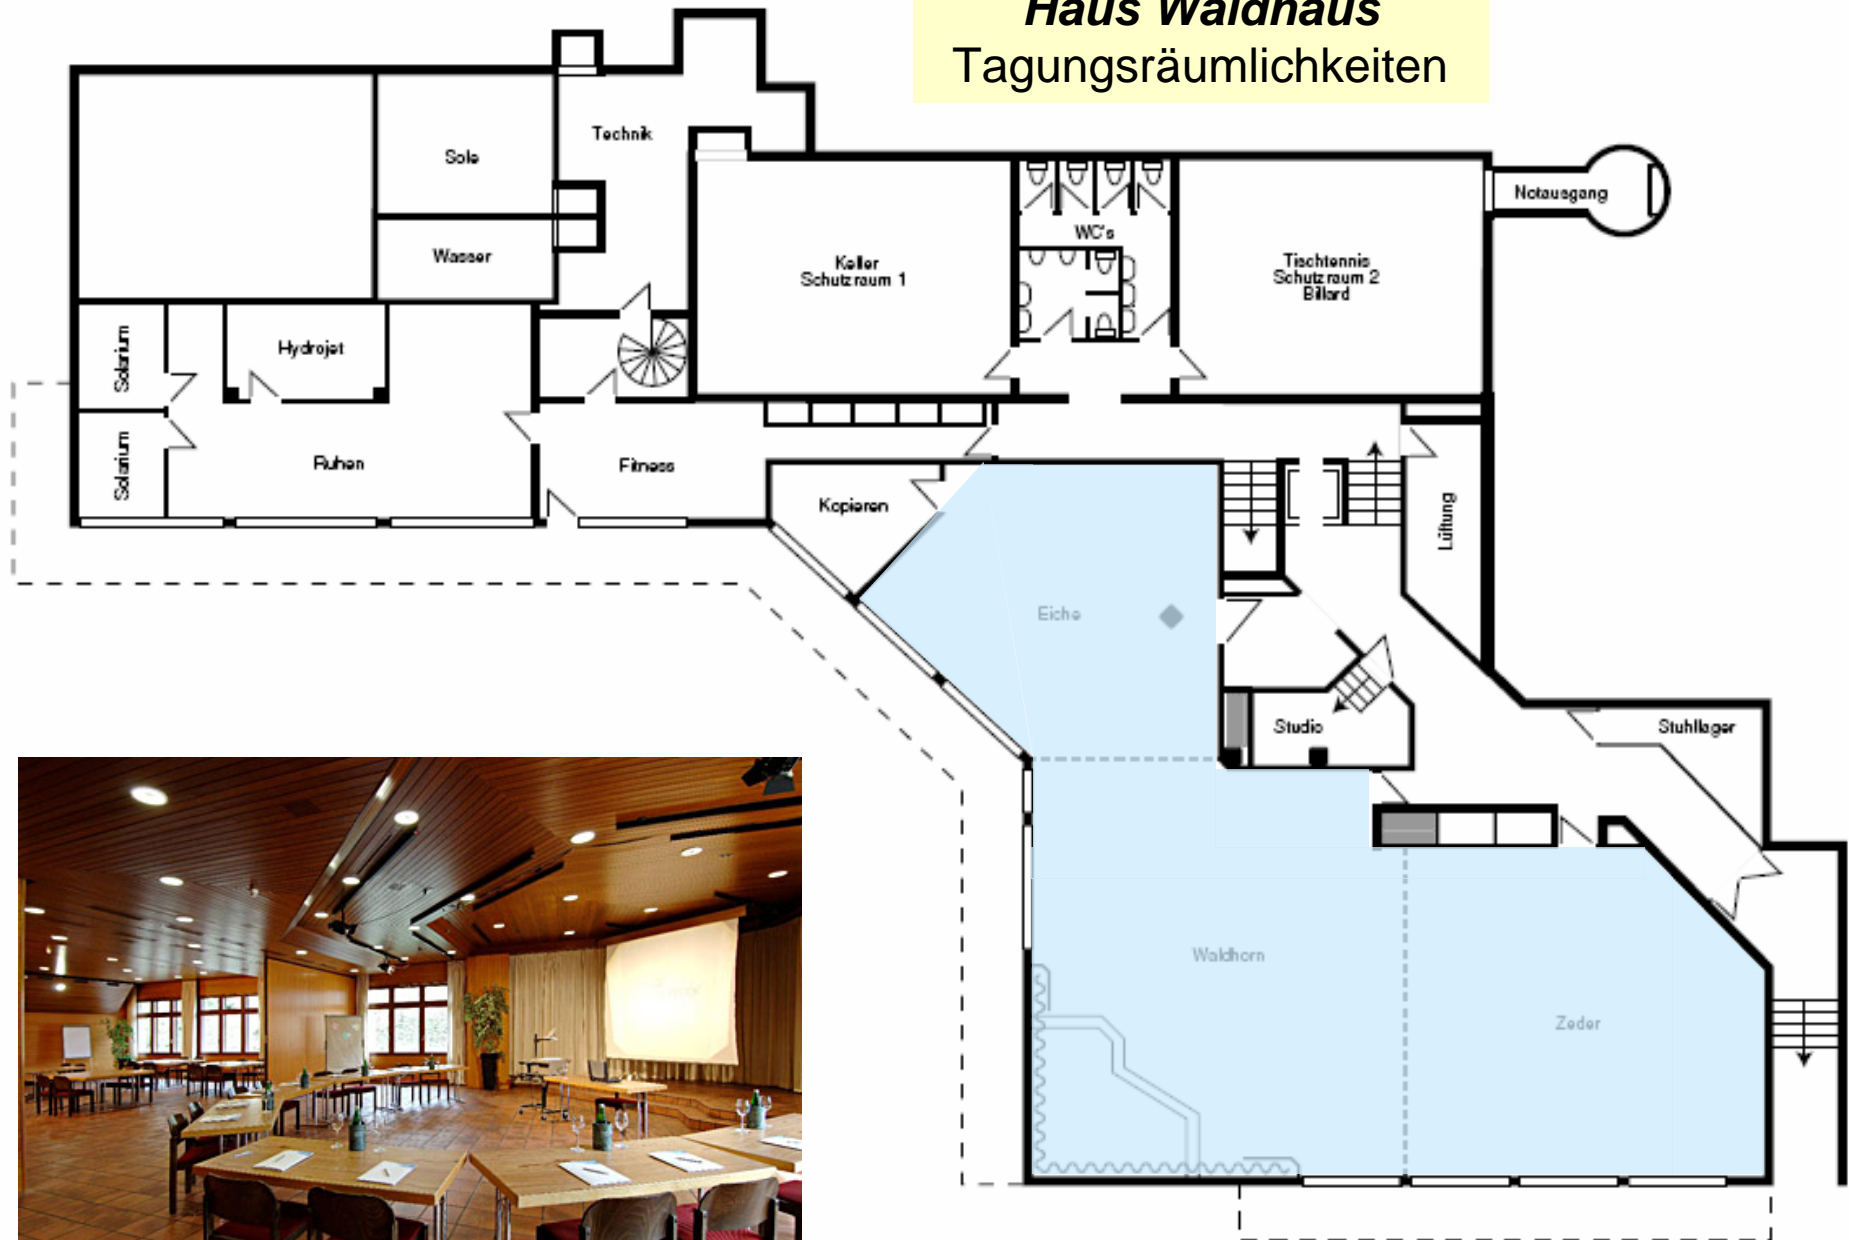 Haus Waldhaus
Tagungsräumlichkeiten
Technik
Sole
Wasser
Notausgang
WC's
Keller
Schutzraum 1
Tischtennis
Schutzraum 2
Billard
Solarium
Hydrojet
Solarium
Ruhen
Fitness
Kopieren
Lüftung
Eiche
Studio
Stuhllager
Waldhorn
Zeder